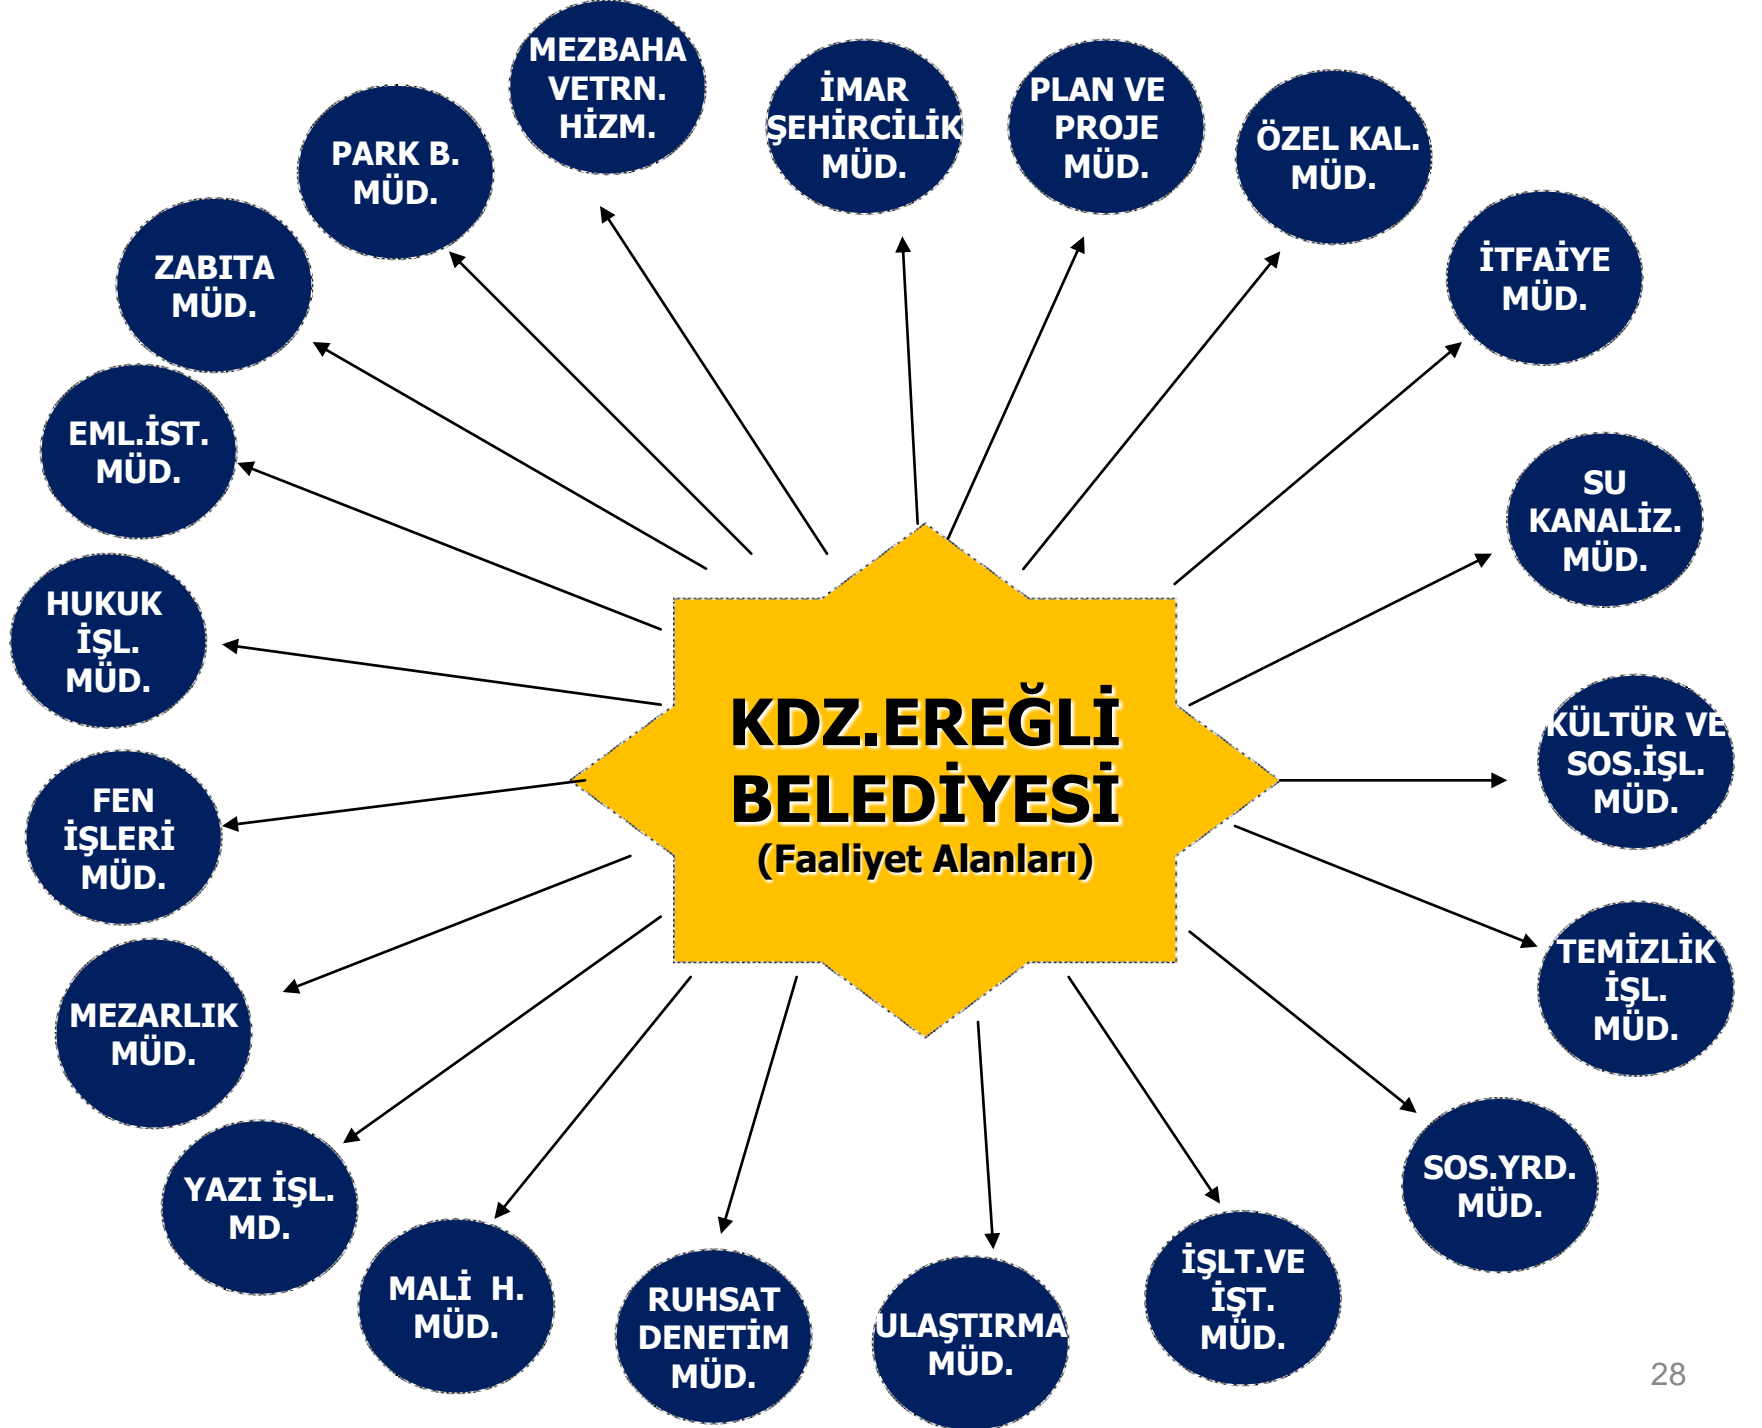 MEZBAHA
VETRN.
HİZM.
İMAR
ŞEHİRCİLİK
MÜD.
PLAN VE
PROJE
MÜD.
ÖZEL KAL.
MÜD.
İTFAİYE
MÜD.
SU
KANALİZ.
MÜD.
KÜLTÜR VE
SOS.İŞL.
MÜD.
TEMİZLİK
İŞL.
MÜD.
SOS.YRD.
MÜD.
İŞLT.VE
İŞT.
MÜD.
ULAŞTIRMA
MÜD.
RUHSAT
DENETİM
MÜD.
MALİ H.
MÜD.
YAZI İŞL.
MD.
MEZARLIK
MÜD.
FEN
İŞLERİ
MÜD.
HUKUK
İŞL.
MÜD.
EML.İST.
MÜD.
ZABITA
MÜD.
PARK B.
MÜD.
KDZ.EREĞLİ
BELEDİYESİ
(Faaliyet Alanları)
28